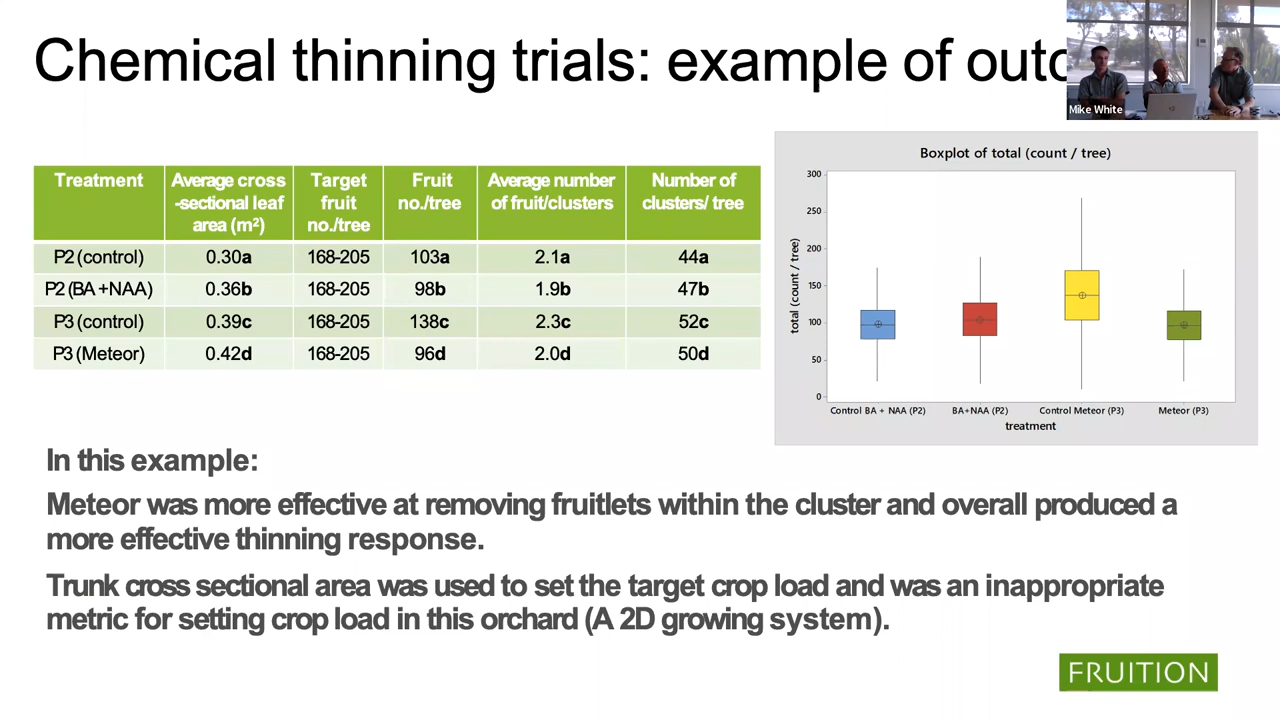 Chemical thinning trials: example of outc
Mike White
Treatment
Average cross
-sectional leaf
area (m²)
Target
fruit
no./tree
Fruit
no./tree
Average number
of fruit/clusters
Number of
clusters/ tree
P2 (control) 0.30a 168-205 103a 2.1a 44a
P2 (BA +NAA) 0.36b 168-205 98b 1.9b 47b
P3 (control) 0.39c 168-205 138c 2.3c 52c
P3 (Meteor) 0.42d 168-205 96d 2.0d 50d
Boxplot of total (count / tree)
total (count / tree)
300
250
200
150
100
50
0
Control BA + NAA (P2) BA+NAA (P2) Control Meteor (P3) Meteor (P3)
treatment
In this example:
Meteor was more effective at removing fruitlets within the cluster and overall produced a
more effective thinning response.
Trunk cross sectional area was used to set the target crop load and was an inappropriate
metric for setting crop load in this orchard (A 2D growing system).
FRUITION